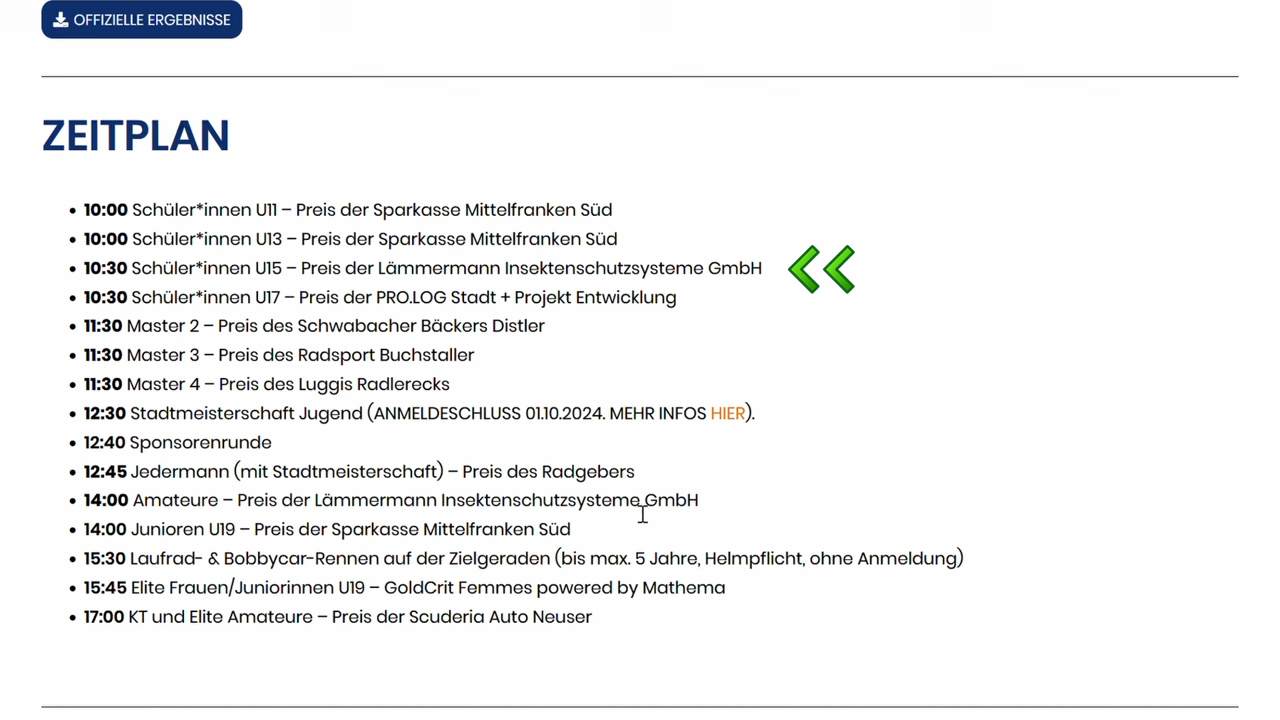 OFFIZIELLE ERGEBNISSE
ZEITPLAN
• 10:00 Schüler*innen U11 – Preis der Sparkasse Mittelfranken Süd
• 10:00 Schüler*innen U13 – Preis der Sparkasse Mittelfranken Süd
• 10:30 Schüler*innen U15 – Preis der Lämmermann Insektenschutzsysteme GmbH
• 10:30 Schüler*innen U17 – Preis der PRO.LOG Stadt + Projekt Entwicklung
• 11:30 Master 2 – Preis des Schwabacher Bäckers Distler
• 11:30 Master 3 – Preis des Radsport Buchstaller
• 11:30 Master 4 – Preis des Luggis Radlerecks
• 12:30 Stadtmeisterschaft Jugend (ANMELDESCHLUSS 01.10.2024. MEHR INFOS HIER).
• 12:40 Sponsorenrunde
• 12:45 Jedermann (mit Stadtmeisterschaft) – Preis des Radgebers
• 14:00 Amateure – Preis der Lämmermann Insektenschutzsysteme GmbH
• 14:00 Junioren U19 – Preis der Sparkasse Mittelfranken Süd
• 15:30 Laufrad- & Bobbycar-Rennen auf der Zielgeraden (bis max. 5 Jahre, Helmpflicht, ohne Anmeldung)
• 15:45 Elite Frauen/Juniorinnen U19 – GoldCrit Femmes powered by Mathema
• 17:00 KT und Elite Amateure – Preis der Scuderia Auto Neuser